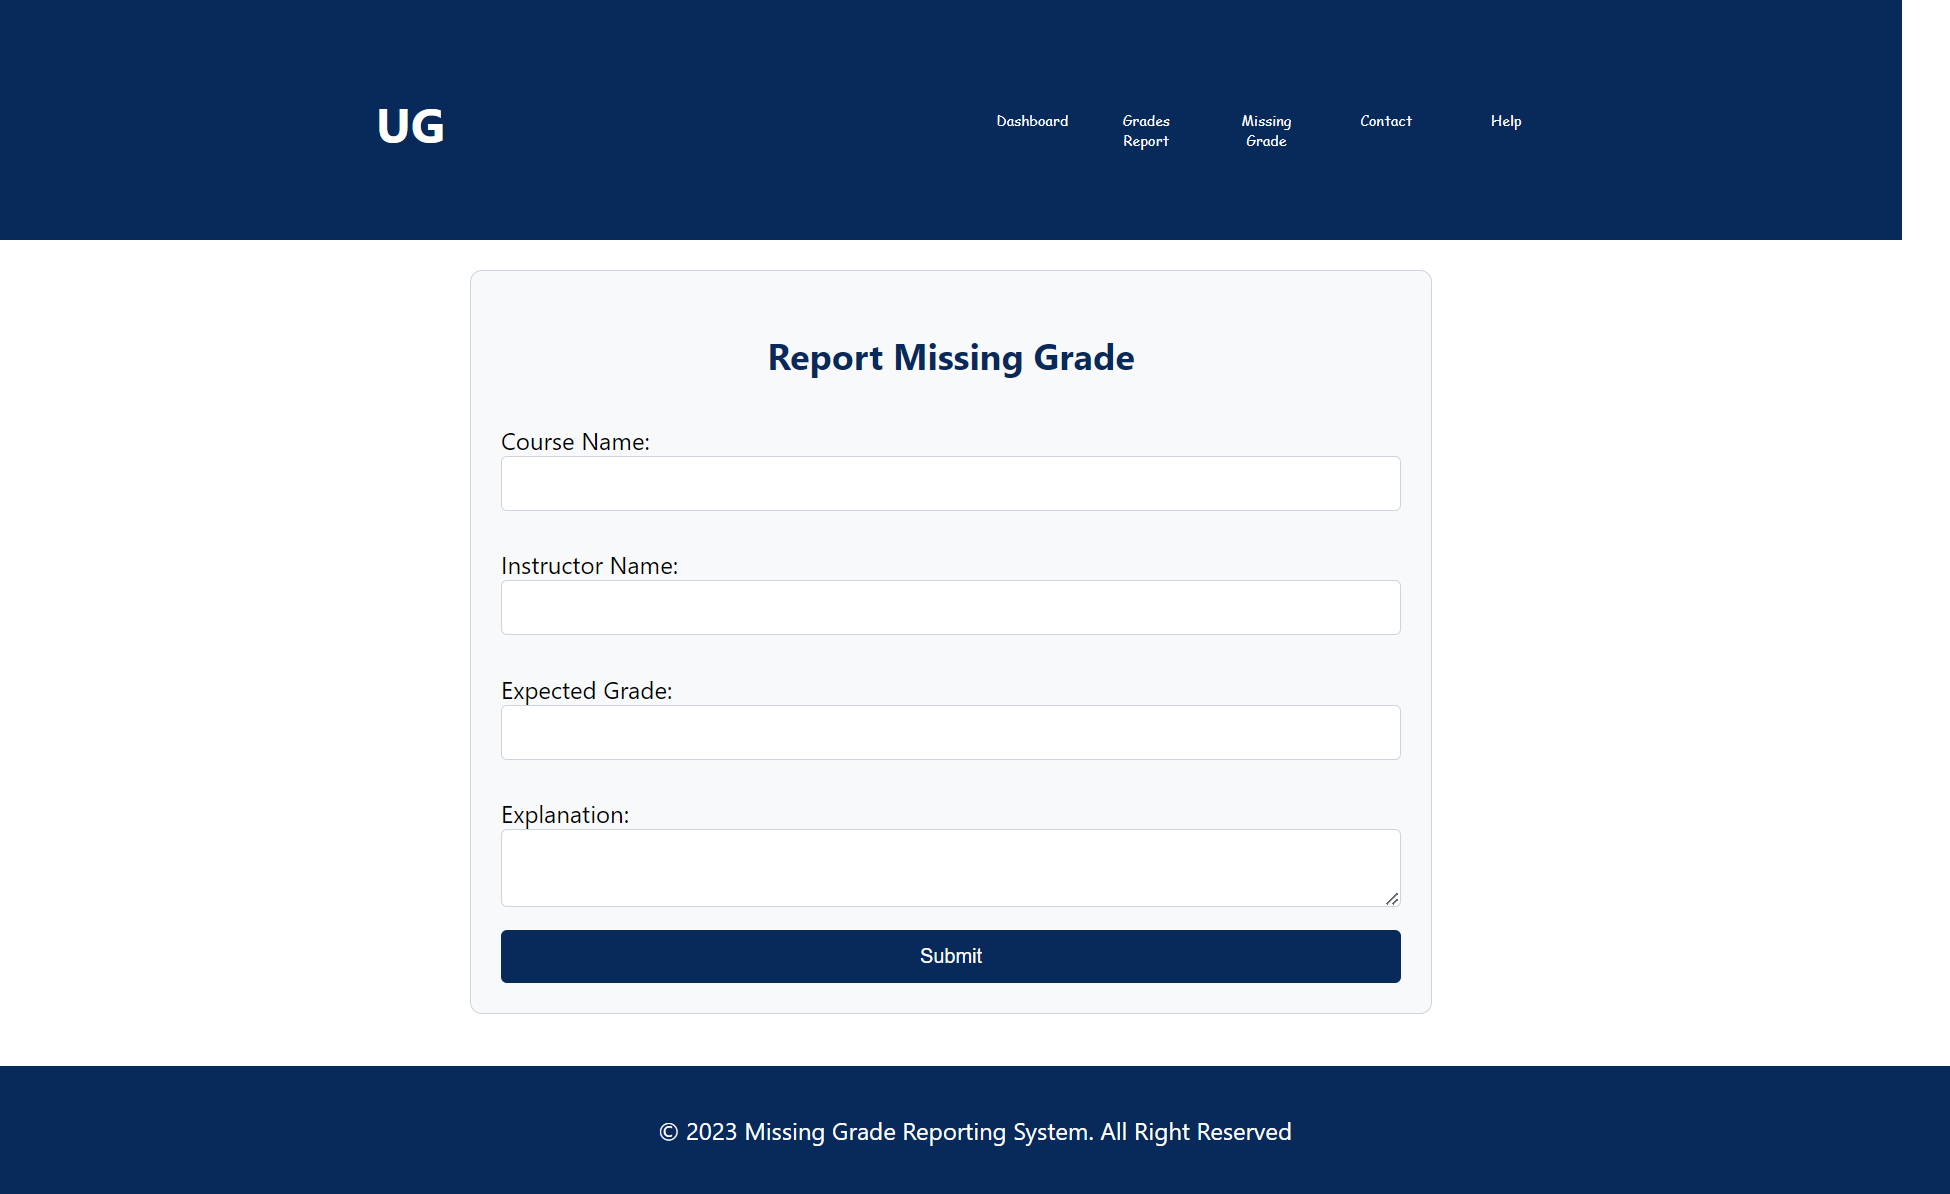 UG
Dashboard
Grades
Report
Missing
Grade
Contact
Help
Report Missing Grade
Course Name:
Instructor Name:
Expected Grade:
Explanation:
Submit
© 2023 Missing Grade Reporting System. All Right Reserved